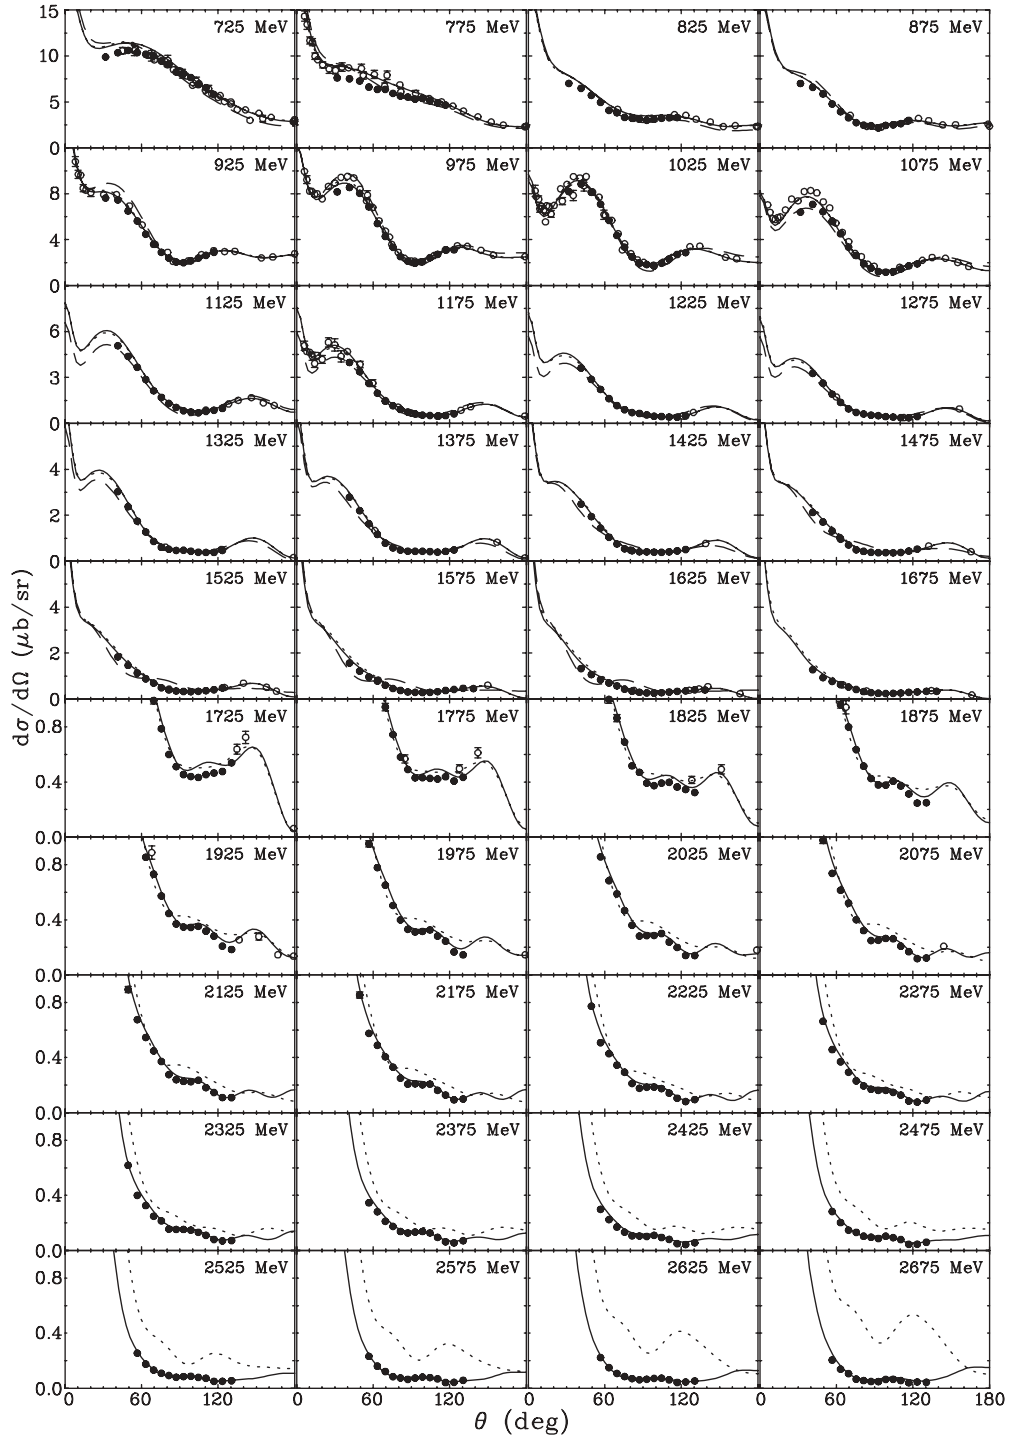 15
10
5
0
725 MeV 775 MeV 825 MeV 875 MeV
8
4
0
925 MeV 975 MeV 1025 MeV 1075 MeV
6
3
0
1125 MeV 1175 MeV 1225 MeV 1275 MeV
4
2
0
1325 MeV 1375 MeV 1425 MeV 1475 MeV
4
2
0
1525 MeV 1575 MeV 1625 MeV 1675 MeV
0.8
0.4
0.0
1725 MeV 1775 MeV 1825 MeV 1875 MeV
0.8
0.4
0.0
1925 MeV 1975 MeV 2025 MeV 2075 MeV
0.8
0.4
0.0
2125 MeV 2175 MeV 2225 MeV 2275 MeV
0.8
0.4
0.0
2325 MeV 2375 MeV 2425 MeV 2475 MeV
0.8
0.4
0.0
2525 MeV 2575 MeV 2625 MeV 2675 MeV
0 60 120 0 60 120 0 60 120 0 60 120 180
dσ/dΩ (μb/sr)
θ (deg)